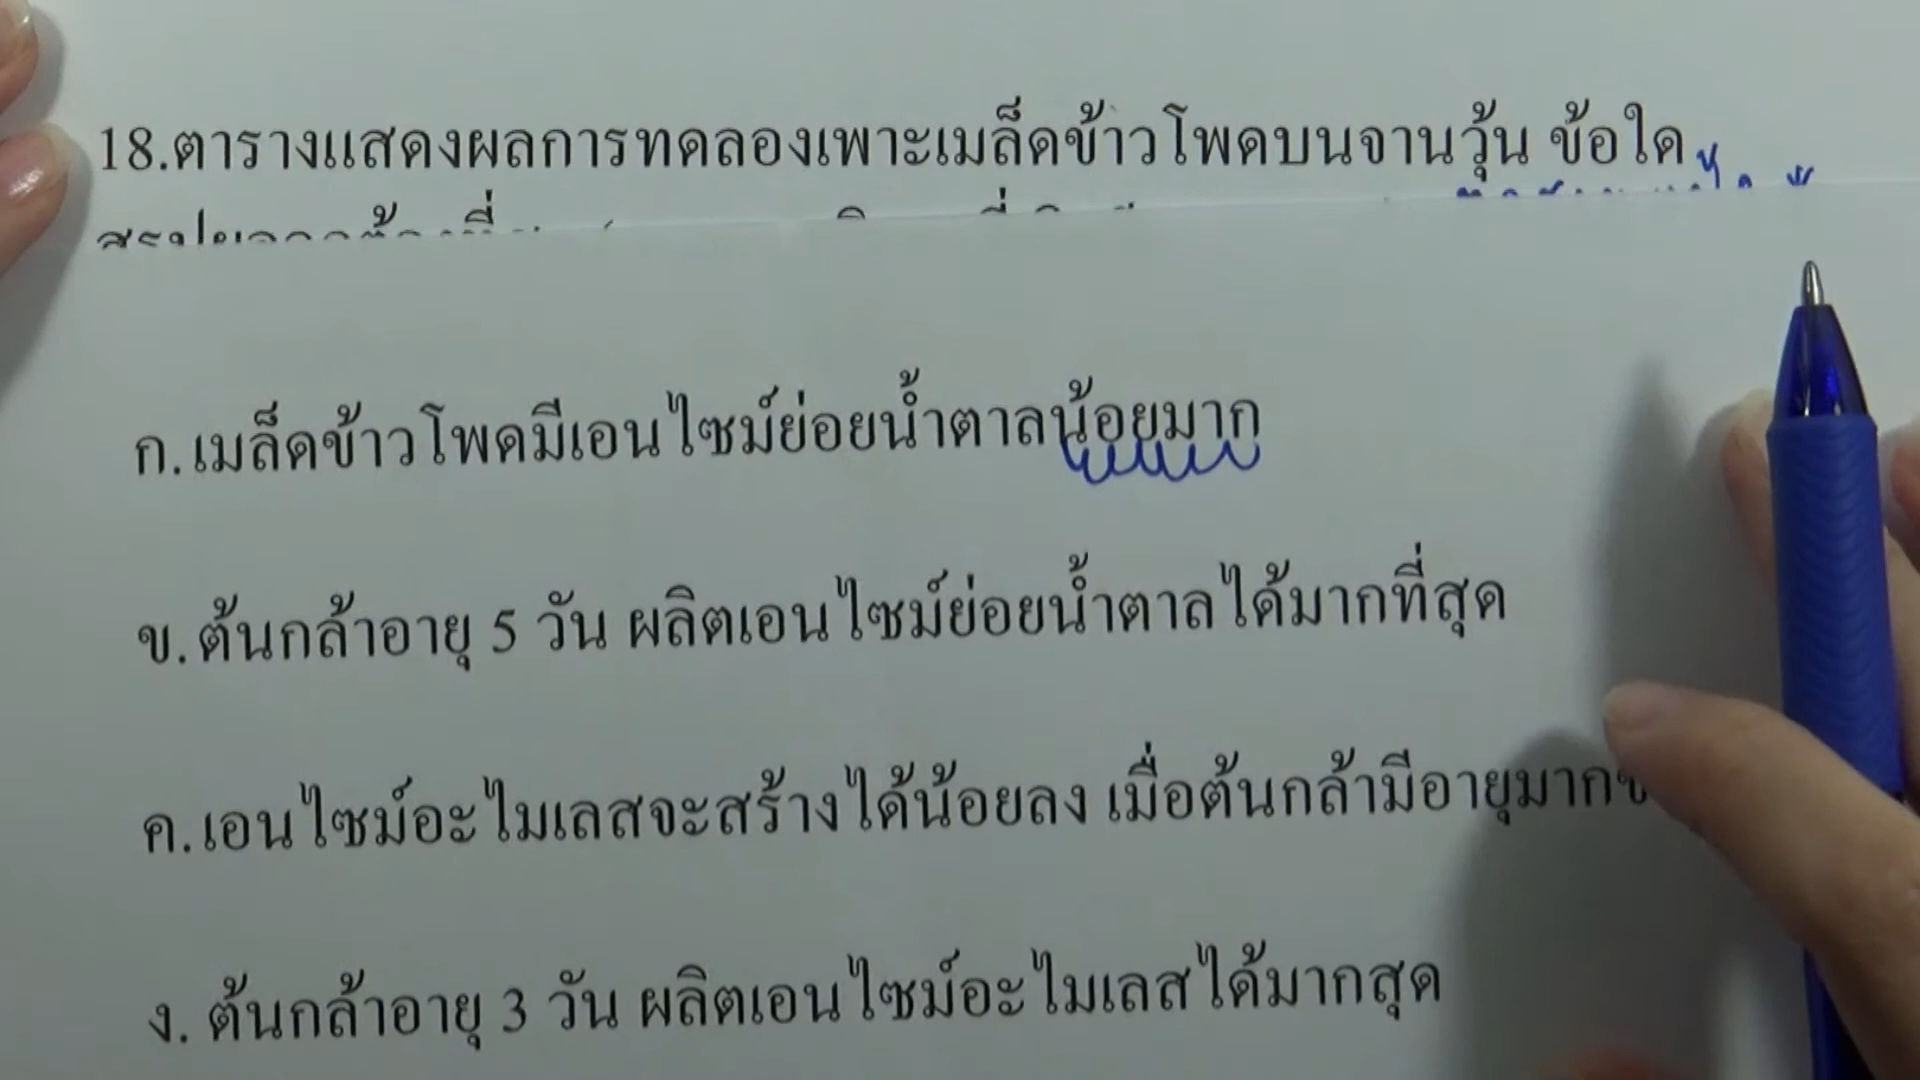 18.ตารางแสดงผลการทดลองเพาะเมล็ดข้าวโพดบนจานวุ้น ข้อใด
ก. เมล็ดข้าวโพดมีเอนไซม์ย่อยน้ำตาลน้อยมาก
ข. ต้นกล้าอายุ 5 วัน ผลิตเอนไซม์ย่อยน้ำตาลได้มากที่สุด
ค. เอนไซม์อะไมเลสจะสร้างได้น้อยลง เมื่อต้นกล้ามีอายุมาก
ง. ต้นกล้าอายุ 3 วัน ผลิตเอนไซม์อะไมเลสได้มากสุด